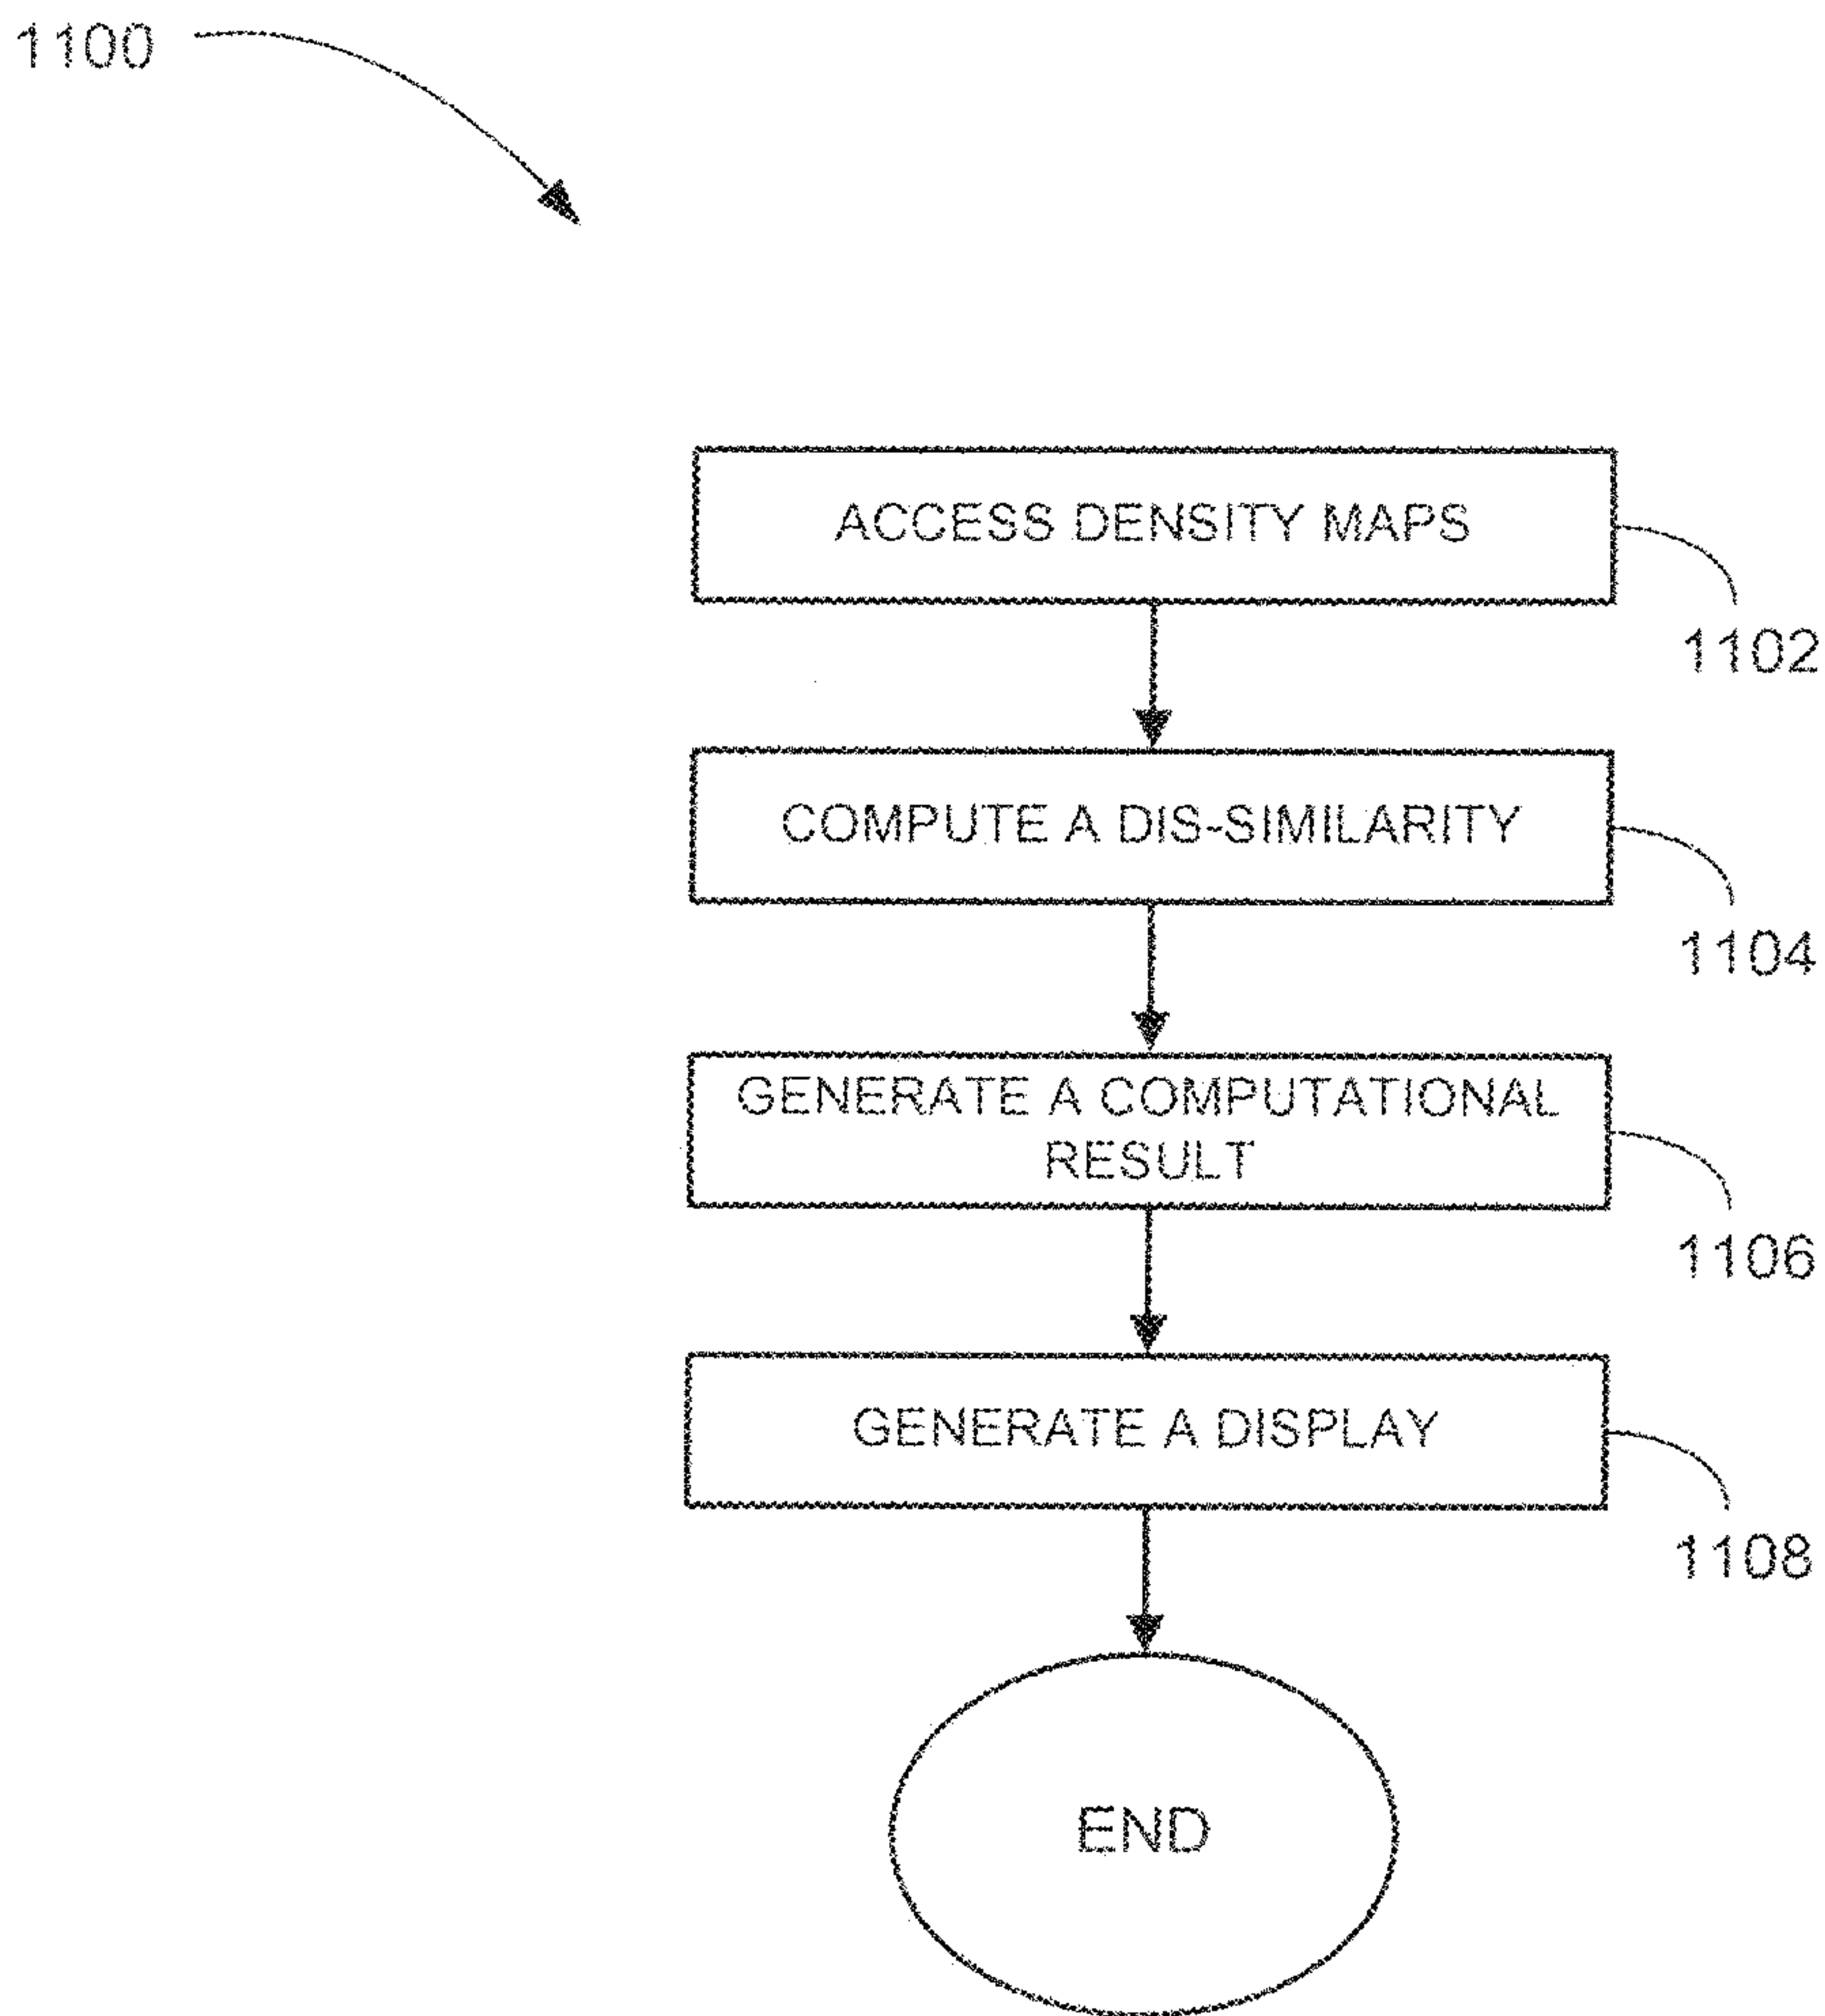 1100
ACCESS DENSITY MAPS
1102
COMPUTE A DIS-SIMILARITY
1104
GENERATE A COMPUTATIONAL
RESULT
1106
GENERATE A DISPLAY
1108
END